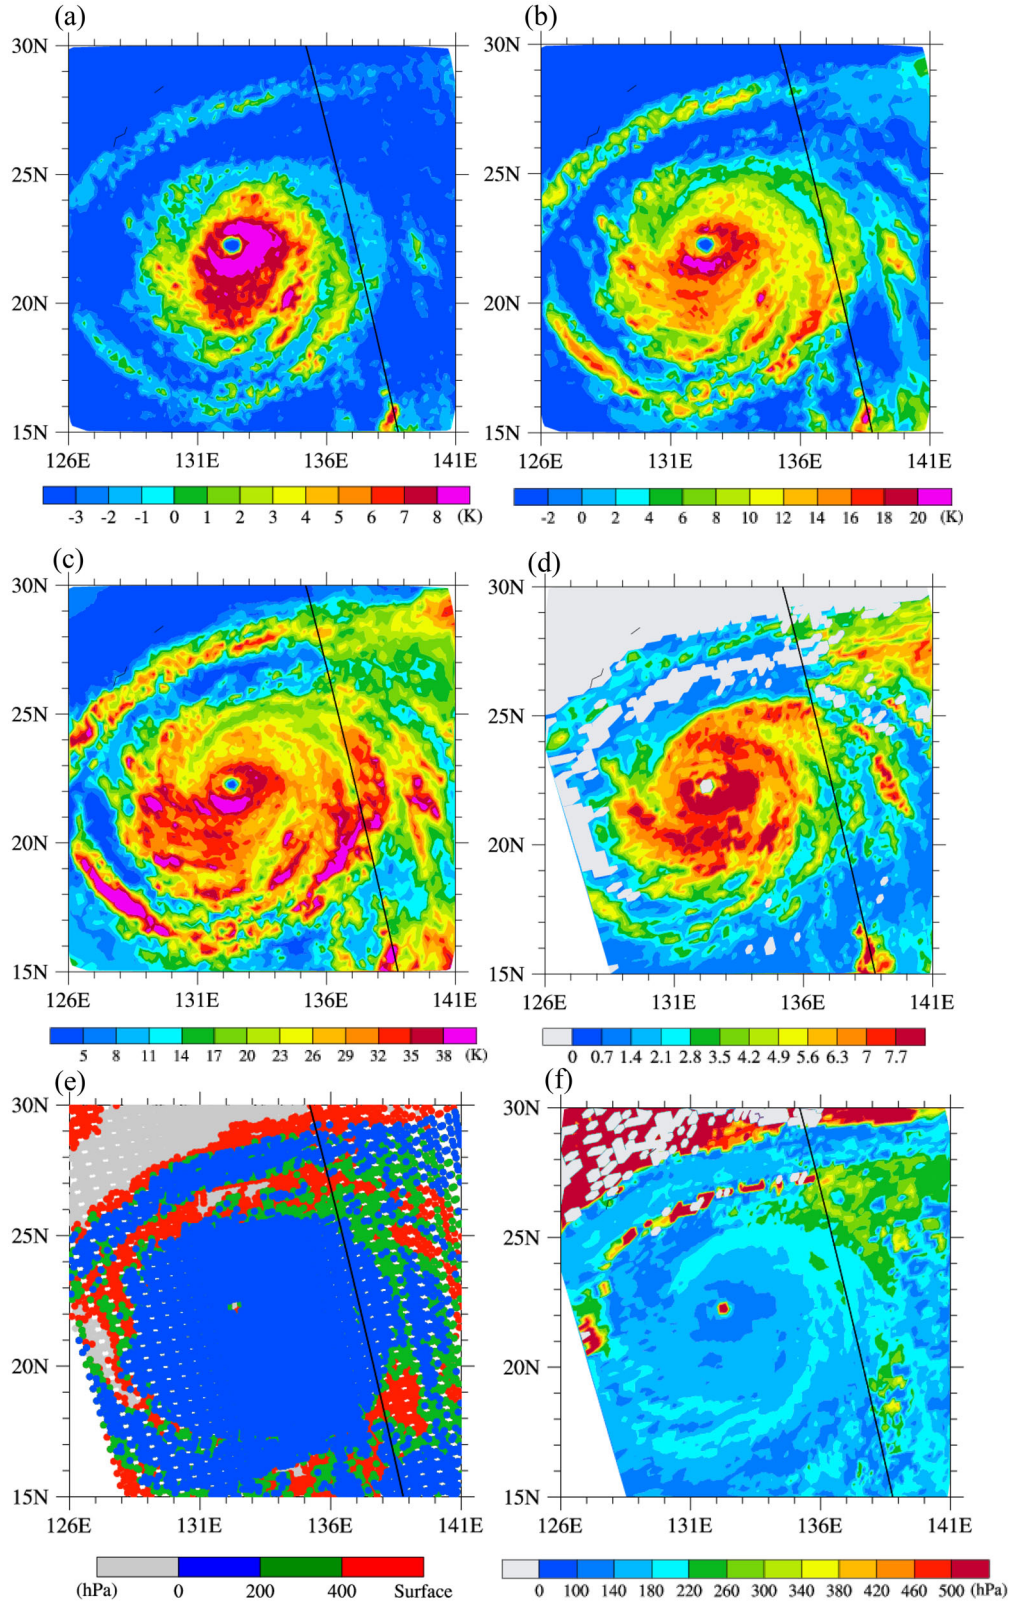 (a)
(b)
30N
25N
20N
15N
126E 131E 136E 141E
-3 -2 -1 0 1 2 3 4 5 6 7 8 (K)
30N
25N
20N
15N
126E 131E 136E 141E
-2 0 2 4 6 8 10 12 14 16 18 20 (K)
(c)
(d)
30N
25N
20N
15N
126E 131E 136E 141E
5 8 11 14 17 20 23 26 29 32 35 38 (K)
30N
25N
20N
15N
126E 131E 136E 141E
0 0.7 1.4 2.1 2.8 3.5 4.2 4.9 5.6 6.3 7 7.7
(e)
(f)
30N
25N
20N
15N
126E 131E 136E 141E
(hPa) 0 200 400 Surface
30N
25N
20N
15N
126E 131E 136E 141E
0 100 140 180 220 260 300 340 380 420 460 500 (hPa)